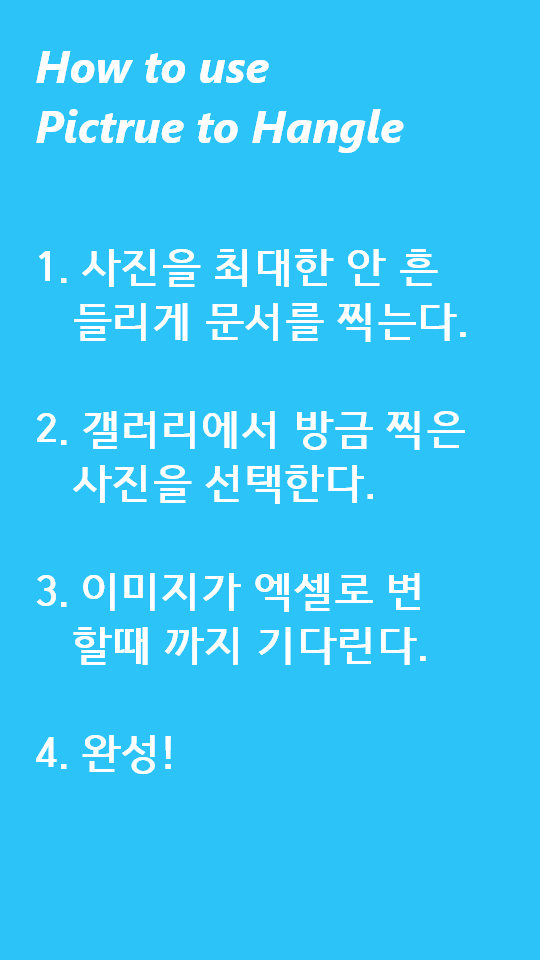 How to use
Pictrue to Hangle
1. 사진을 최대한 안 흔
들리게 문서를 찍는다.
2. 갤러리에서 방금 찍은
사진을 선택한다.
3. 이미지가 엑셀로 변
할때 까지 기다린다.
4. 완성!